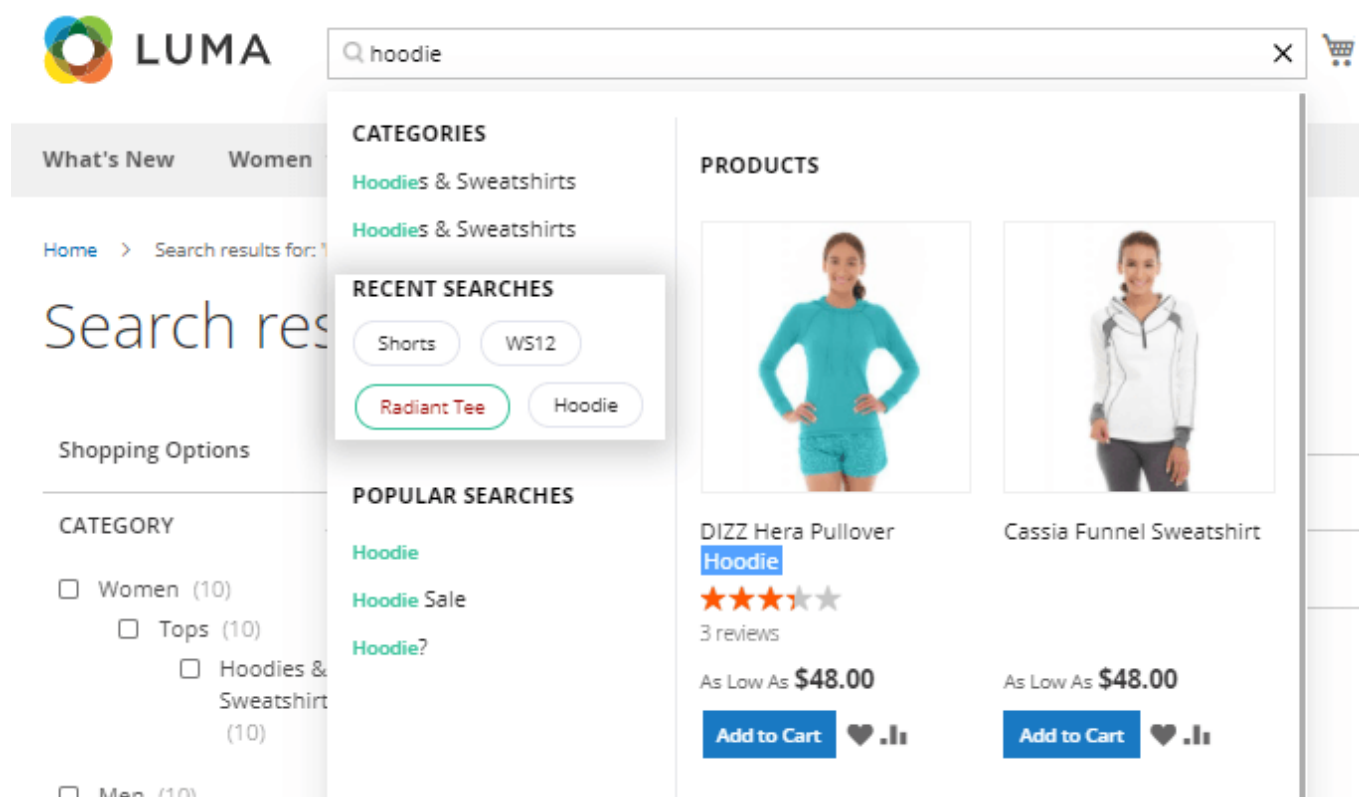 LUMA
hoodie
What's New
Women
Home > Search results for: '
Search res
Shopping Options
CATEGORY
Women (10)
Tops (10)
Hoodies &
Sweatshirt
(10)
Men (10)
CATEGORIES
Hoodies & Sweatshirts
Hoodies & Sweatshirts
RECENT SEARCHES
Shorts
WS12
Radiant Tee
Hoodie
POPULAR SEARCHES
Hoodie
Hoodie Sale
Hoodie?
PRODUCTS
DIZZ Hera Pullover
Hoodie
3 reviews
As Low As $48.00
Add to Cart
Cassia Funnel Sweatshirt
As Low As $48.00
Add to Cart